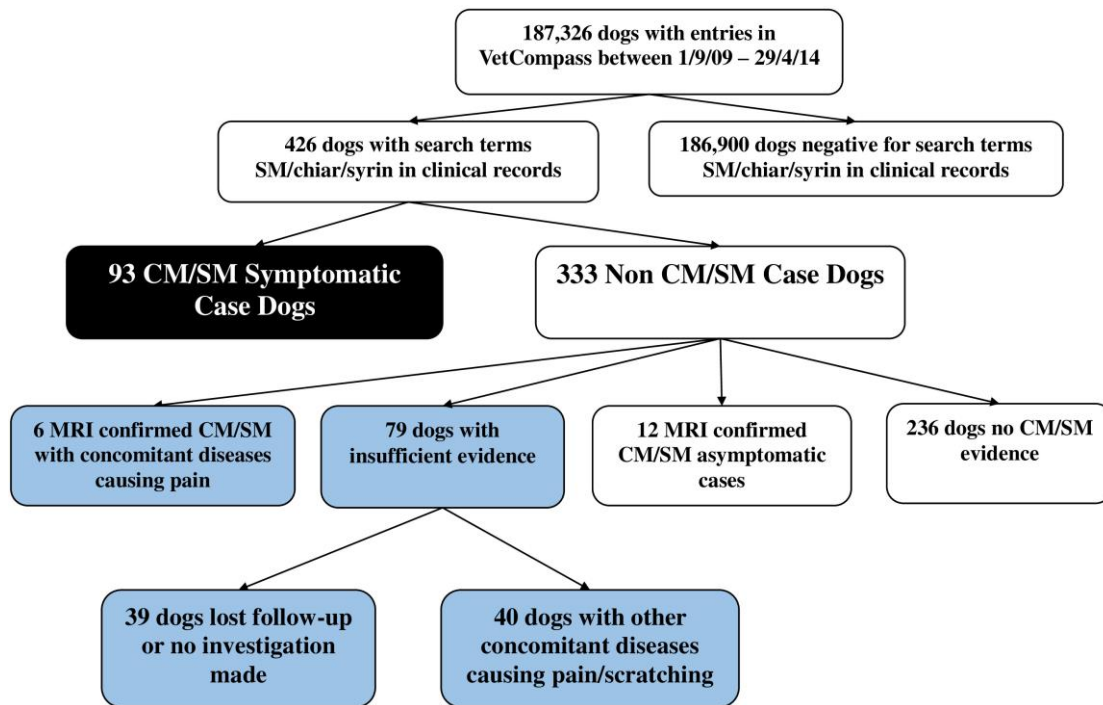 187,326 dogs with entries in
VetCompass between 1/9/09 – 29/4/14
426 dogs with search terms
SM/chiar/syrin in clinical records
186,900 dogs negative for search terms
SM/chiar/syrin in clinical records
93 CM/SM Symptomatic
Case Dogs
333 Non CM/SM Case Dogs
6 MRI confirmed CM/SM
with concomitant diseases
causing pain
79 dogs with
insufficient evidence
12 MRI confirmed
CM/SM asymptomatic
cases
236 dogs no CM/SM
evidence
39 dogs lost follow-up
or no investigation
made
40 dogs with other
concomitant diseases
causing pain/scratching